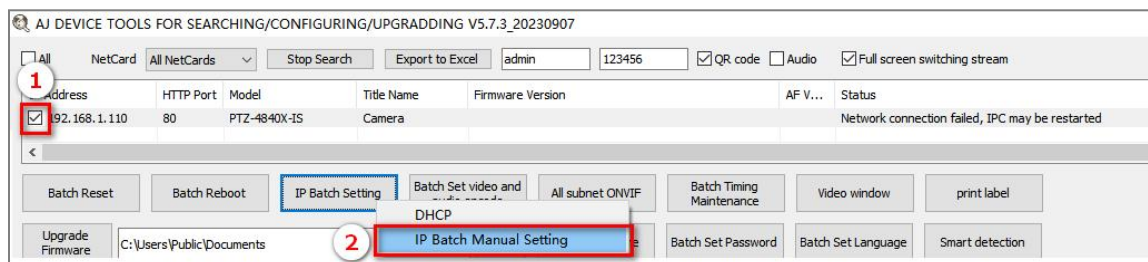 AJ DEVICE TOOLS FOR SEARCHING/CONFIGURING/UPGRADDING V5.7.3_20230907
All NetCard All NetCards Stop Search Export to Excel admin 123456 QR code Audio Full screen switching stream
1
Address HTTP Port Model Title Name Firmware Version AF V... Status
192.168.1.110 80 PTZ-4840X-IS Camera Network connection failed, IPC may be restarted
Batch Reset Batch Reboot IP Batch Setting Batch Set video and All subnet ONVIF Batch Timing Maintenance Video window print label
DHCP
Upgrade Firmware C:\Users\Public\Documents 2 IP Batch Manual Setting Batch Set Password Batch Set Language Smart detection